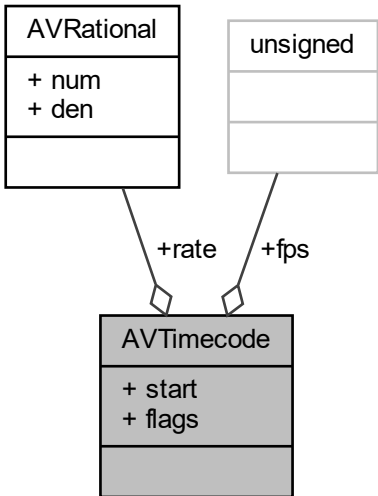 AVRational
+ num
+ den
unsigned
+rate
+fps
AVTimecode
+ start
+ flags